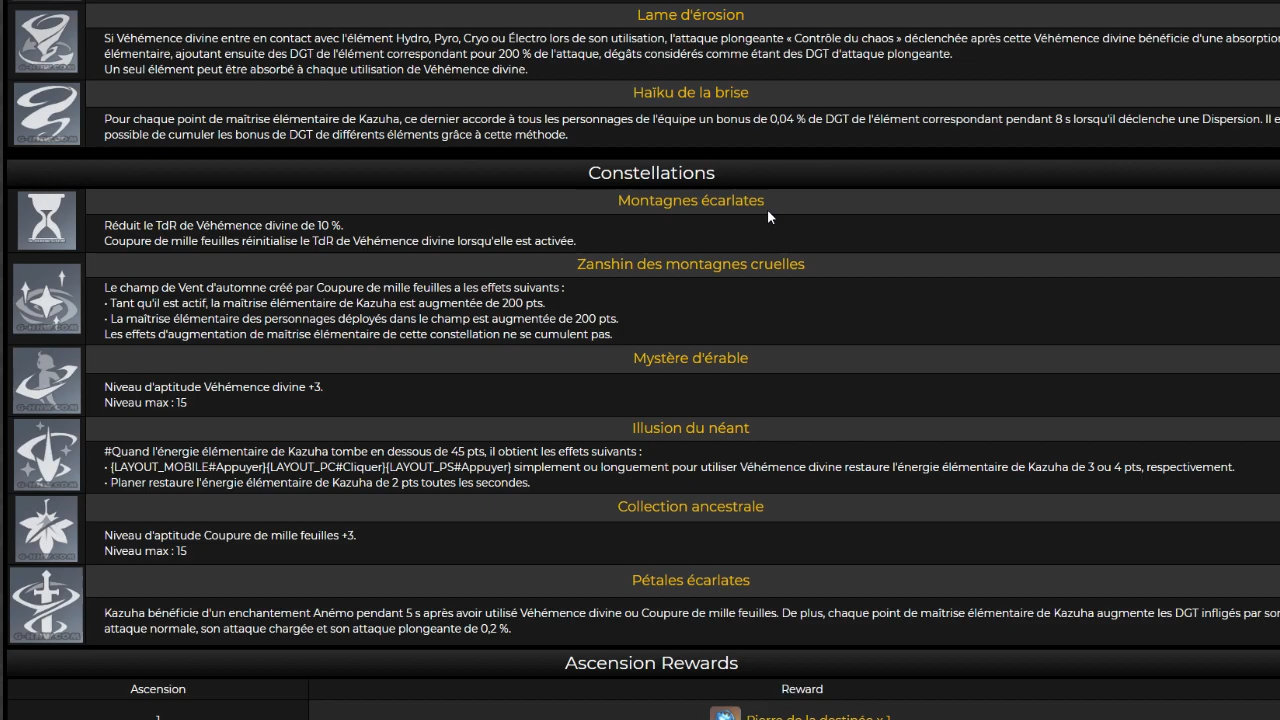 Lame d'érosion
Si Véhémence divine entre en contact avec l'élément Hydro, Pyro, Cryo ou Électro lors de son utilisation, l'attaque plongeante « Contrôle du chaos » déclenchée après cette Véhémence divine bénéficie d'une absorption
élémentaire, ajoutant ensuite des DGT de l'élément correspondant pour 200 % de l'attaque, dégâts considérés comme étant des DGT d'attaque plongeante.
Un seul élément peut être absorbé à chaque utilisation de Véhémence divine.
Haïku de la brise
Pour chaque point de maîtrise élémentaire de Kazuha, ce dernier accorde à tous les personnages de l'équipe un bonus de 0,04 % de DGT de l'élément correspondant pendant 8 s lorsqu'il déclenche une Dispersion. Il e
possible de cumuler les bonus de DGT de différents éléments grâce à cette méthode.
Constellations
Montagnes écarlates
Réduit le TdR de Véhémence divine de 10 %.
Coupure de mille feuilles réinitialise le TdR de Véhémence divine lorsqu'elle est activée.
Zanshin des montagnes cruelles
Le champ de Vent d'automne créé par Coupure de mille feuilles a les effets suivants :
• Tant qu'il est actif, la maîtrise élémentaire de Kazuha est augmentée de 200 pts.
• La maîtrise élémentaire des personnages déployés dans le champ est augmentée de 200 pts.
Les effets d'augmentation de maîtrise élémentaire de cette constellation ne se cumulent pas.
Mystère d'érable
Niveau d'aptitude Véhémence divine +3.
Niveau max : 15
Illusion du néant
#Quand l'énergie élémentaire de Kazuha tombe en dessous de 45 pts, il obtient les effets suivants :
• {LAYOUT_MOBILE#Appuyer}{LAYOUT_PC#Cliquer}{LAYOUT_PS#Appuyer} simplement ou longuement pour utiliser Véhémence divine restaure l'énergie élémentaire de Kazuha de 3 ou 4 pts, respectivement.
• Planer restaure l'énergie élémentaire de Kazuha de 2 pts toutes les secondes.
Collection ancestrale
Niveau d'aptitude Coupure de mille feuilles +3.
Niveau max : 15
Pétales écarlates
Kazuha bénéficie d'un enchantement Anémo pendant 5 s après avoir utilisé Véhémence divine ou Coupure de mille feuilles. De plus, chaque point de maîtrise élémentaire de Kazuha augmente les DGT infligés par son
attaque normale, son attaque chargée et son attaque plongeante de 0,2 %.
Ascension Rewards
Ascension Reward
1 Pierre de la destinée x 1